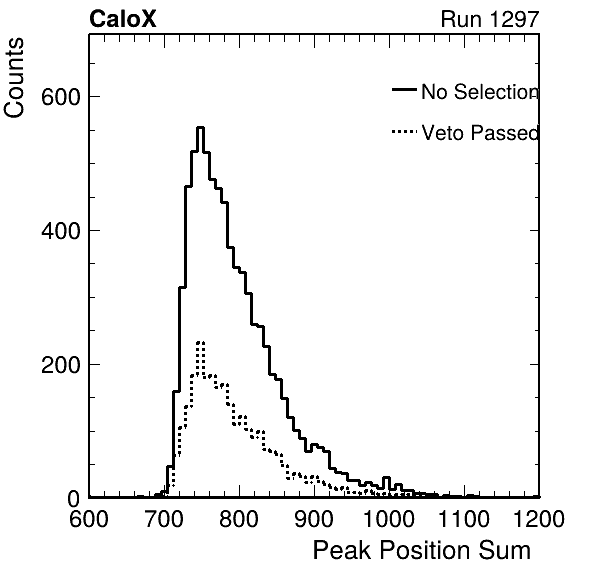 CaloX Run 1297
Counts
600
400
200
0
No Selection
Veto Passed
600 700 800 900 1000 1100 1200
Peak Position Sum